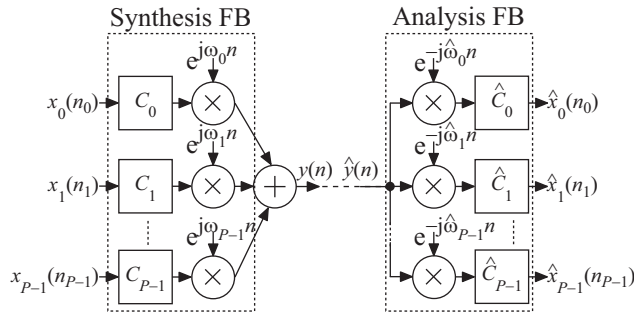 Synthesis FB
Analysis FB
e^{jω_0 n}
e^{-jω̂_0 n}
x_0(n_0)
C_0
×
×
Ĉ_0
x̂_0(n_0)
e^{jω_1 n}
e^{-jω̂_1 n}
y(n)
ŷ(n)
x_1(n_1)
C_1
×
+
×
Ĉ_1
x̂_1(n_1)
e^{jω_{P-1} n}
e^{-jω̂_{P-1} n}
x_{P-1}(n_{P-1})
C_{P-1}
×
×
Ĉ_{P-1}
x̂_{P-1}(n_{P-1})